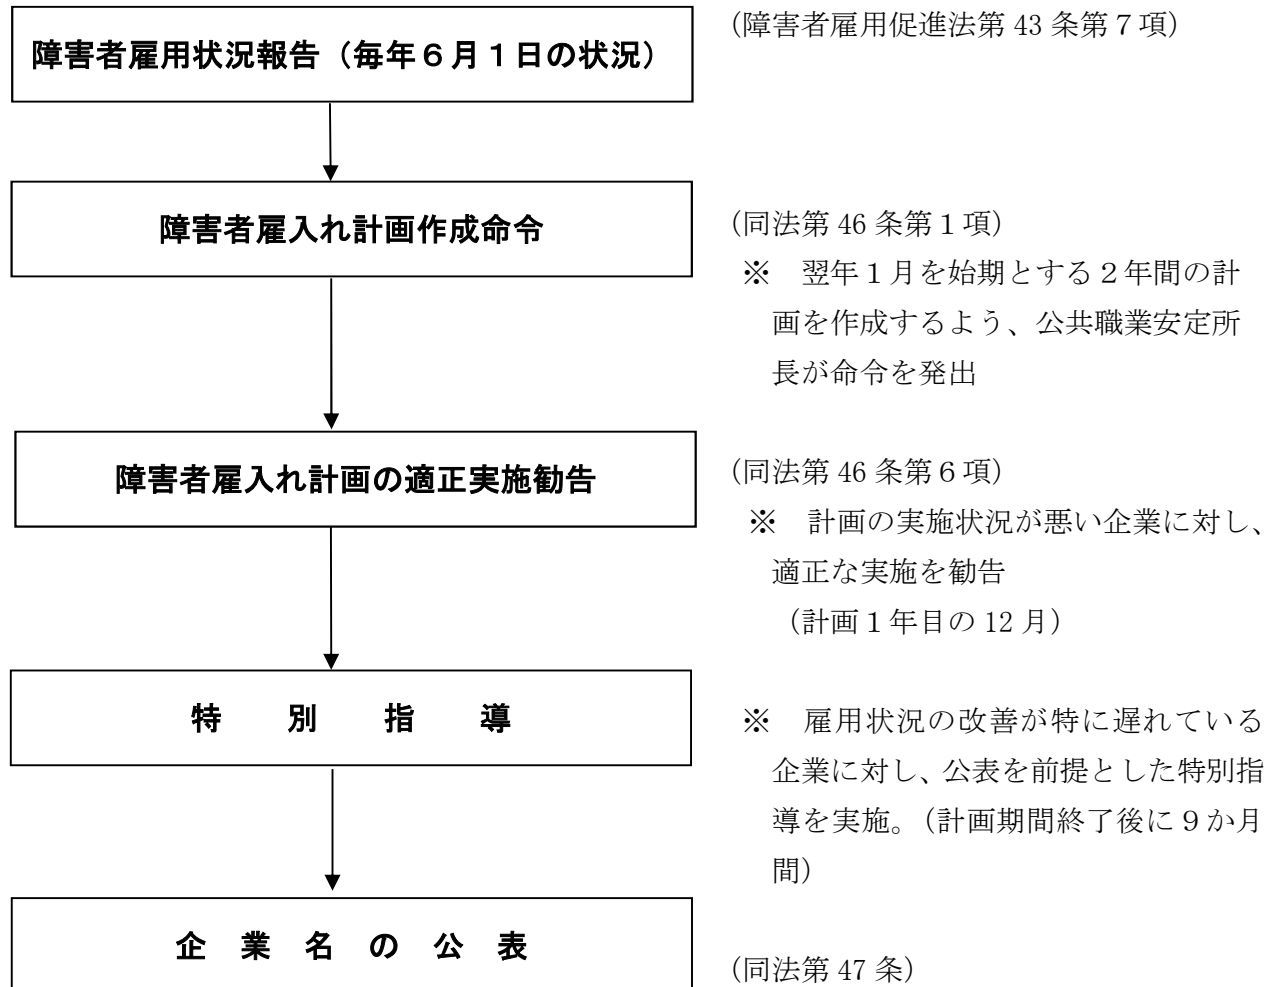 障害者雇用状況報告（毎年６月１日の状況）
（障害者雇用促進法第 43 条第７項）
障害者雇入れ計画作成命令
（同法第 46 条第１項）
※　翌年１月を始期とする２年間の計
画を作成するよう、公共職業安定所
長が命令を発出
障害者雇入れ計画の適正実施勧告
（同法第 46 条第６項）
※　計画の実施状況が悪い企業に対し、
適正な実施を勧告
（計画１年目の 12 月）
特　別　指　導
※　雇用状況の改善が特に遅れている
企業に対し、公表を前提とした特別指
導を実施。（計画期間終了後に９か月
間）
企　業　名　の　公　表
（同法第 47 条）